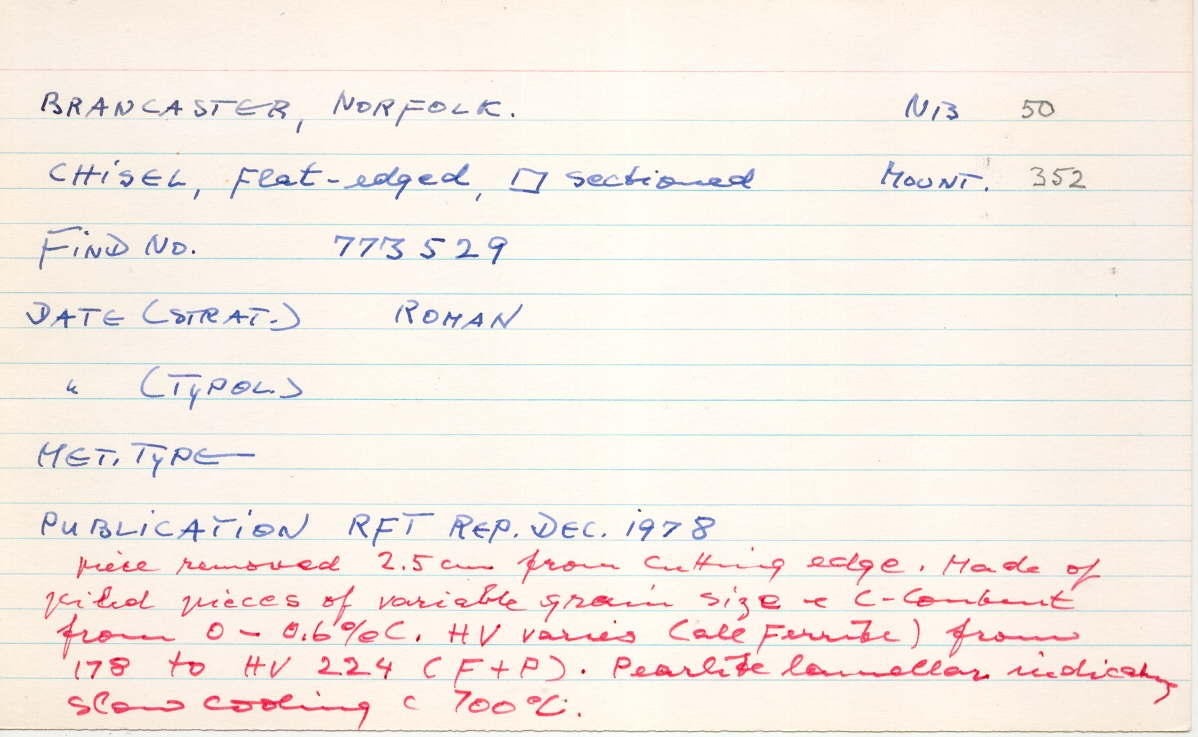 BRANCASTER, NORFOLK. N13 50
CHISEL, Flat-edged, □ sectioned MOUNT. 352
FIND NO. 773529
DATE (STRAT.) ROMAN
" (TYPOL.)
MET. TYPE
PUBLICATION RFT REP. DEC. 1978
piece removed 2.5 cm from cutting edge. Made of
piled pieces of variable grain size & C-Content
from 0 - 0.6%C. HV varies (all Ferrite) from
178 to HV 224 (F+P). Pearlite lamellar indicating
slow cooling c 700°C.